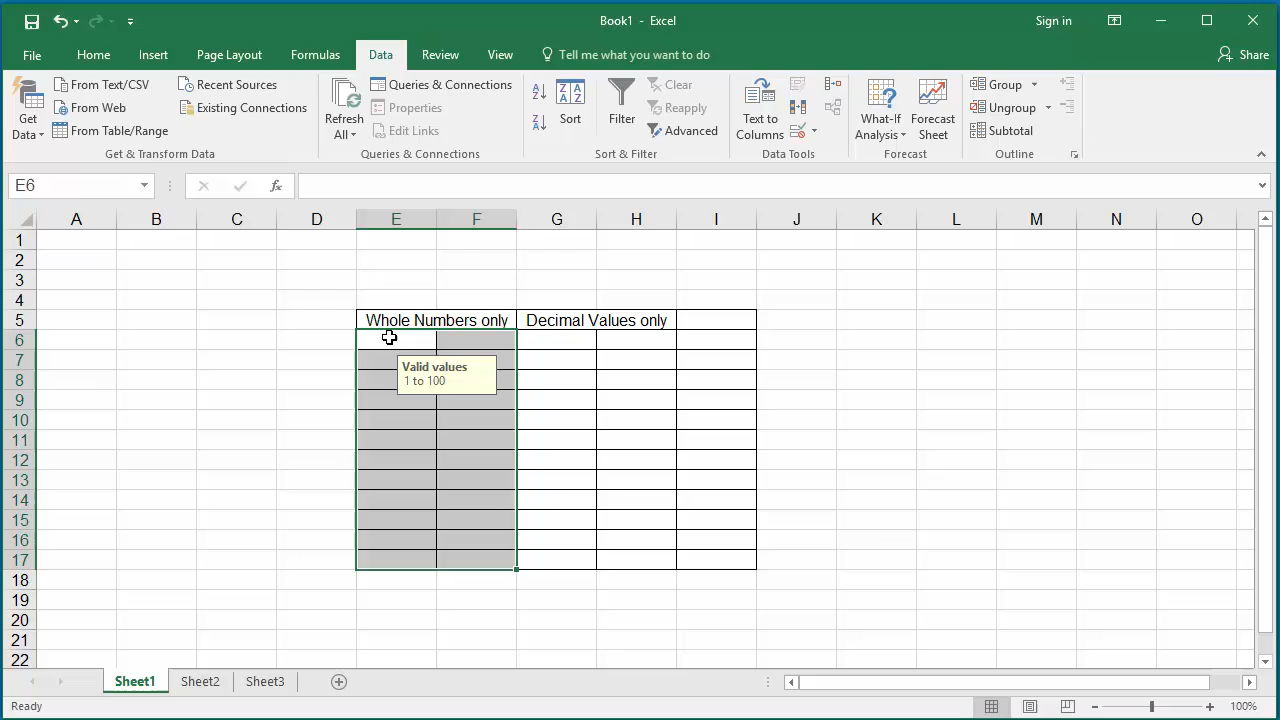 Book1 - Excel
Sign in
File Home Insert Page Layout Formulas Data Review View Tell me what you want to do Share
Get Data
From Text/CSV
From Web
From Table/Range
Recent Sources
Existing Connections
Get & Transform Data
Refresh All
Queries & Connections
Properties
Edit Links
Queries & Connections
A Z
Z A
Sort
Filter
Clear
Reapply
Advanced
Sort & Filter
Text to Columns
Data Tools
What-If Analysis
Forecast Sheet
Forecast
Group
Ungroup
Subtotal
Outline
E6
fx
A B C D E F G H I J K L M N O
1
2
3
4
5 Whole Numbers only Decimal Values only
6
7
8
9
10
11
12
13
14
15
16
17
18
19
20
21
22
Valid values
1 to 100
Sheet1 Sheet2 Sheet3
Ready
100%